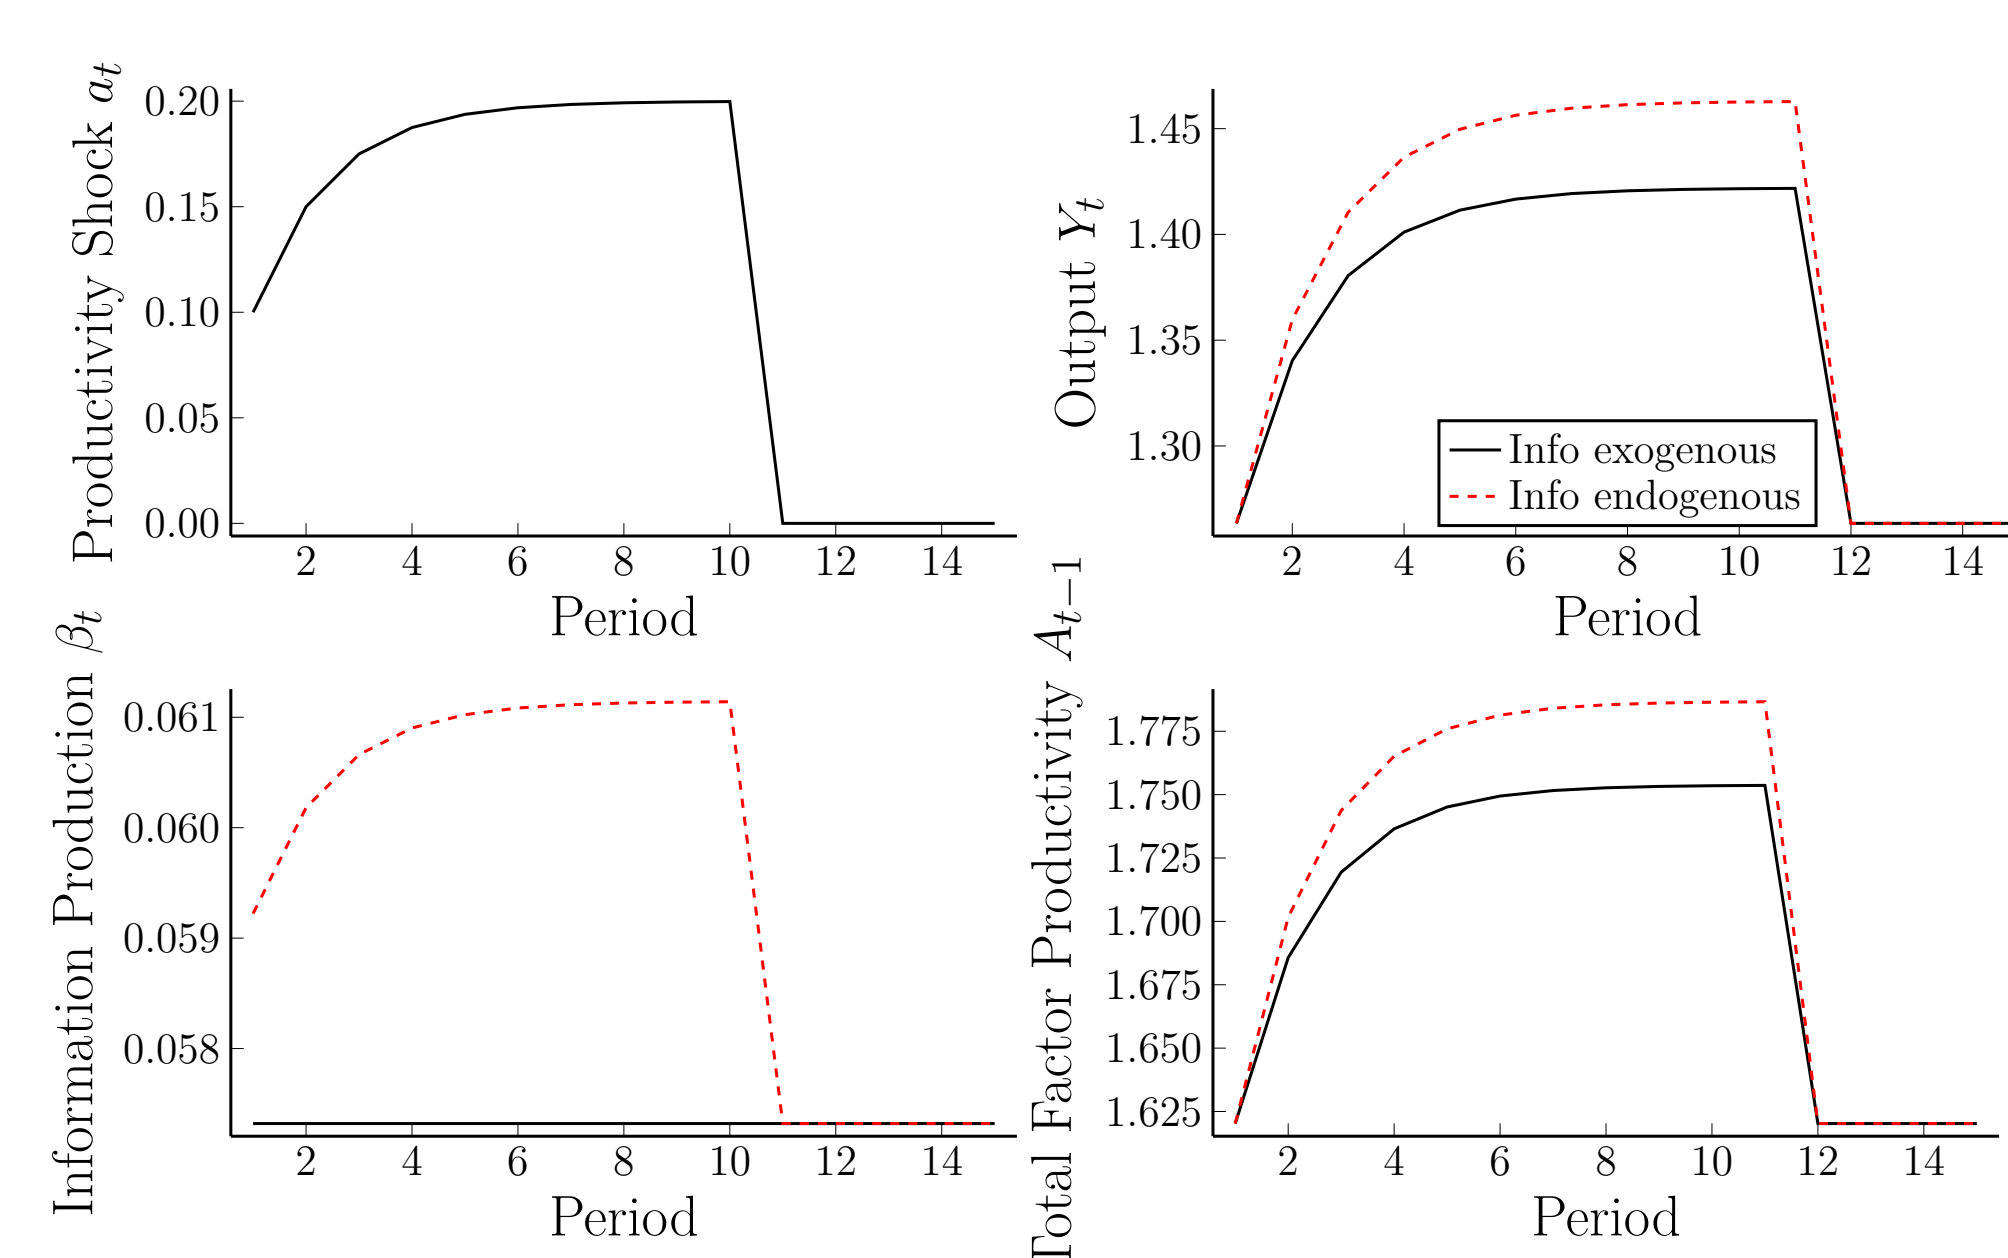 Productivity Shock aₜ
0.20
0.15
0.10
0.05
0.00
2 4 6 8 10 12 14
Period
Output Yₜ
1.45
1.40
1.35
1.30
Info exogenous
Info endogenous
2 4 6 8 10 12 14
Period
Information Production βₜ
0.061
0.060
0.059
0.058
2 4 6 8 10 12 14
Period
Total Factor Productivity Aₜ₋₁
1.775
1.750
1.725
1.700
1.675
1.650
1.625
2 4 6 8 10 12 14
Period